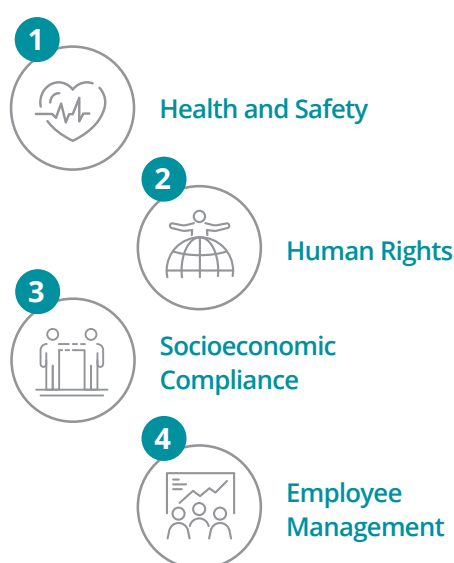 1
Health and Safety
2
Human Rights
3
Socioeconomic
Compliance
4
Employee
Management